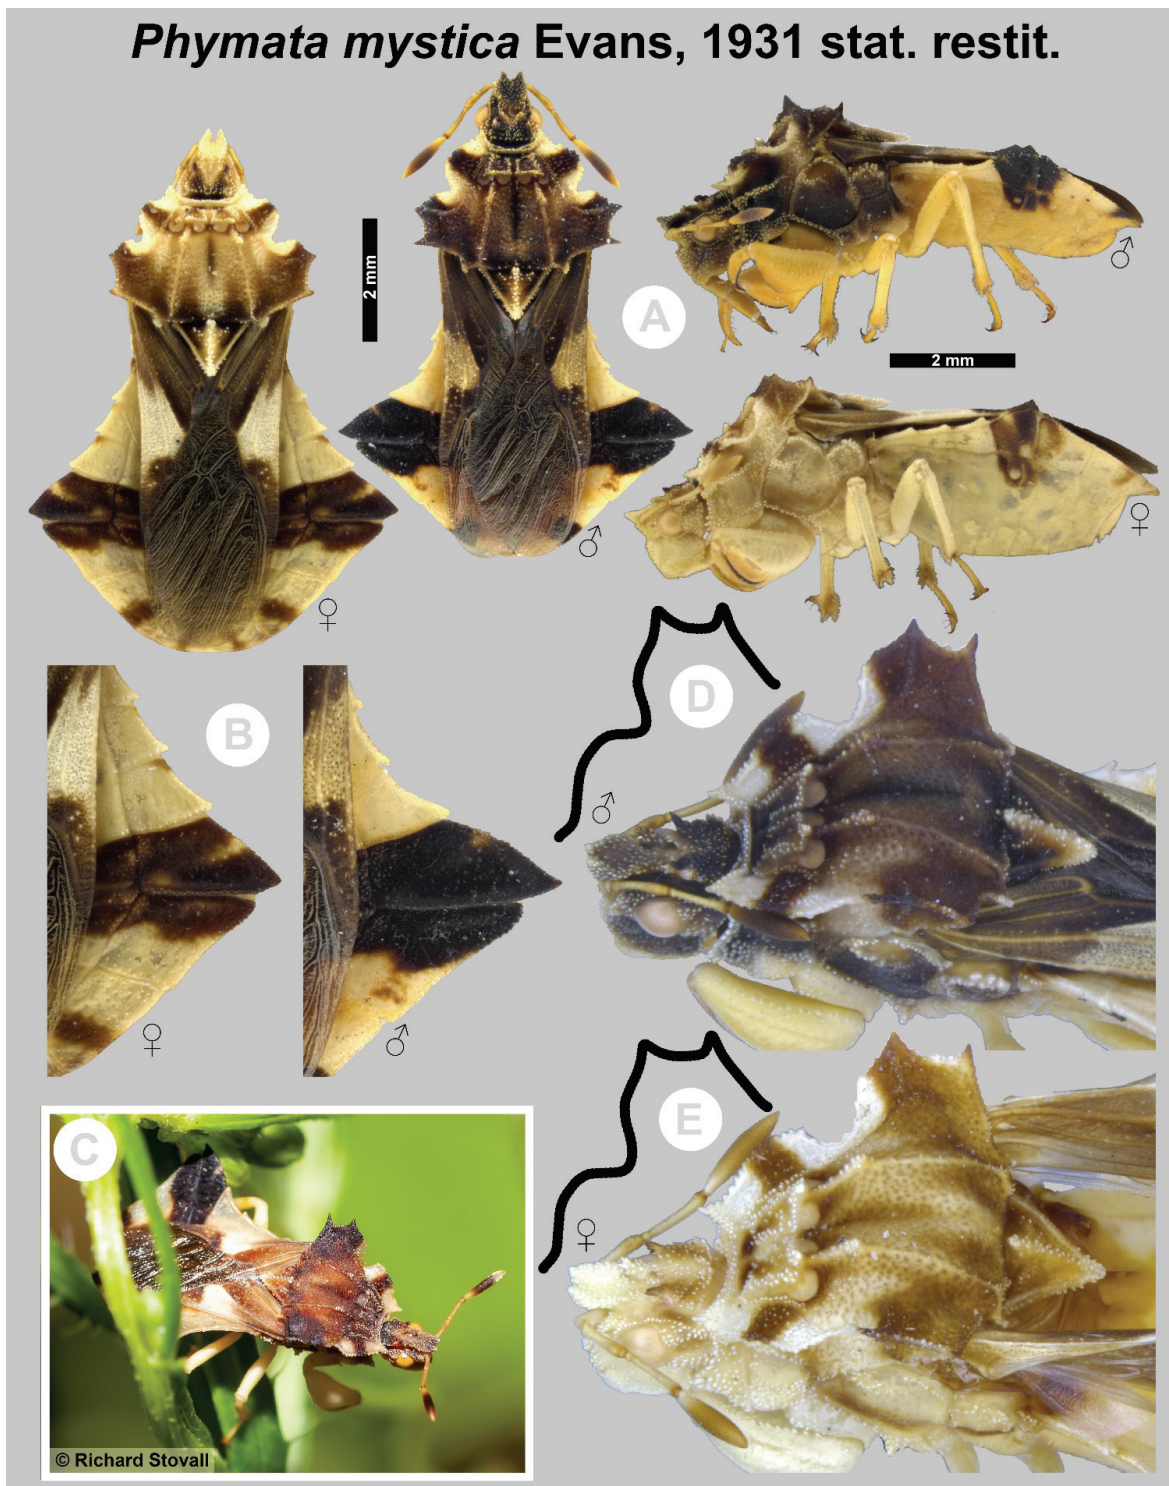 Phymata mystica Evans, 1931 stat. restit.
2 mm
A
♂
2 mm
♀
♂
♀
B
D
♂
♀
♂
C
E
♀
© Richard Stovall